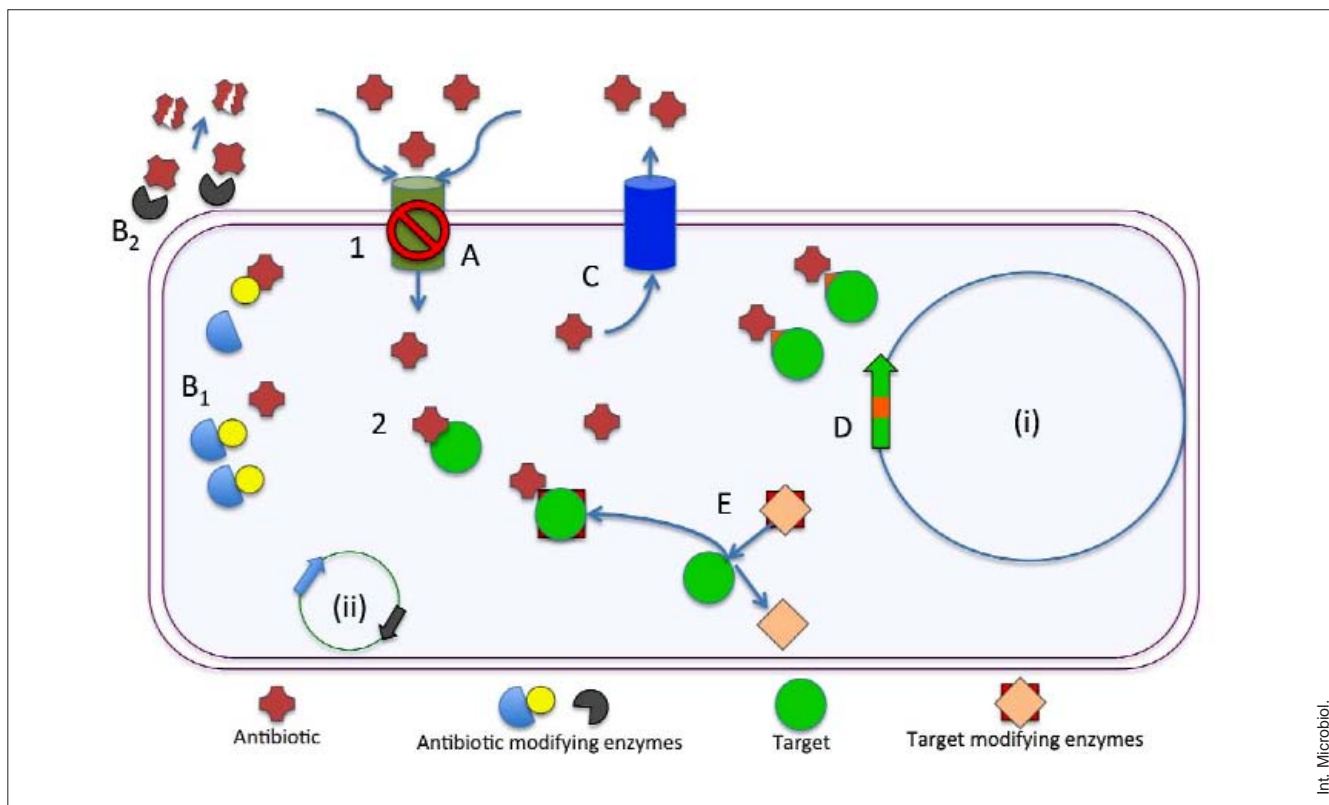 B2
1
A
C
B1
2
D
(i)
E
(ii)
Antibiotic
Antibiotic modifying enzymes
Target
Target modifying enzymes
Int. Microbiol.